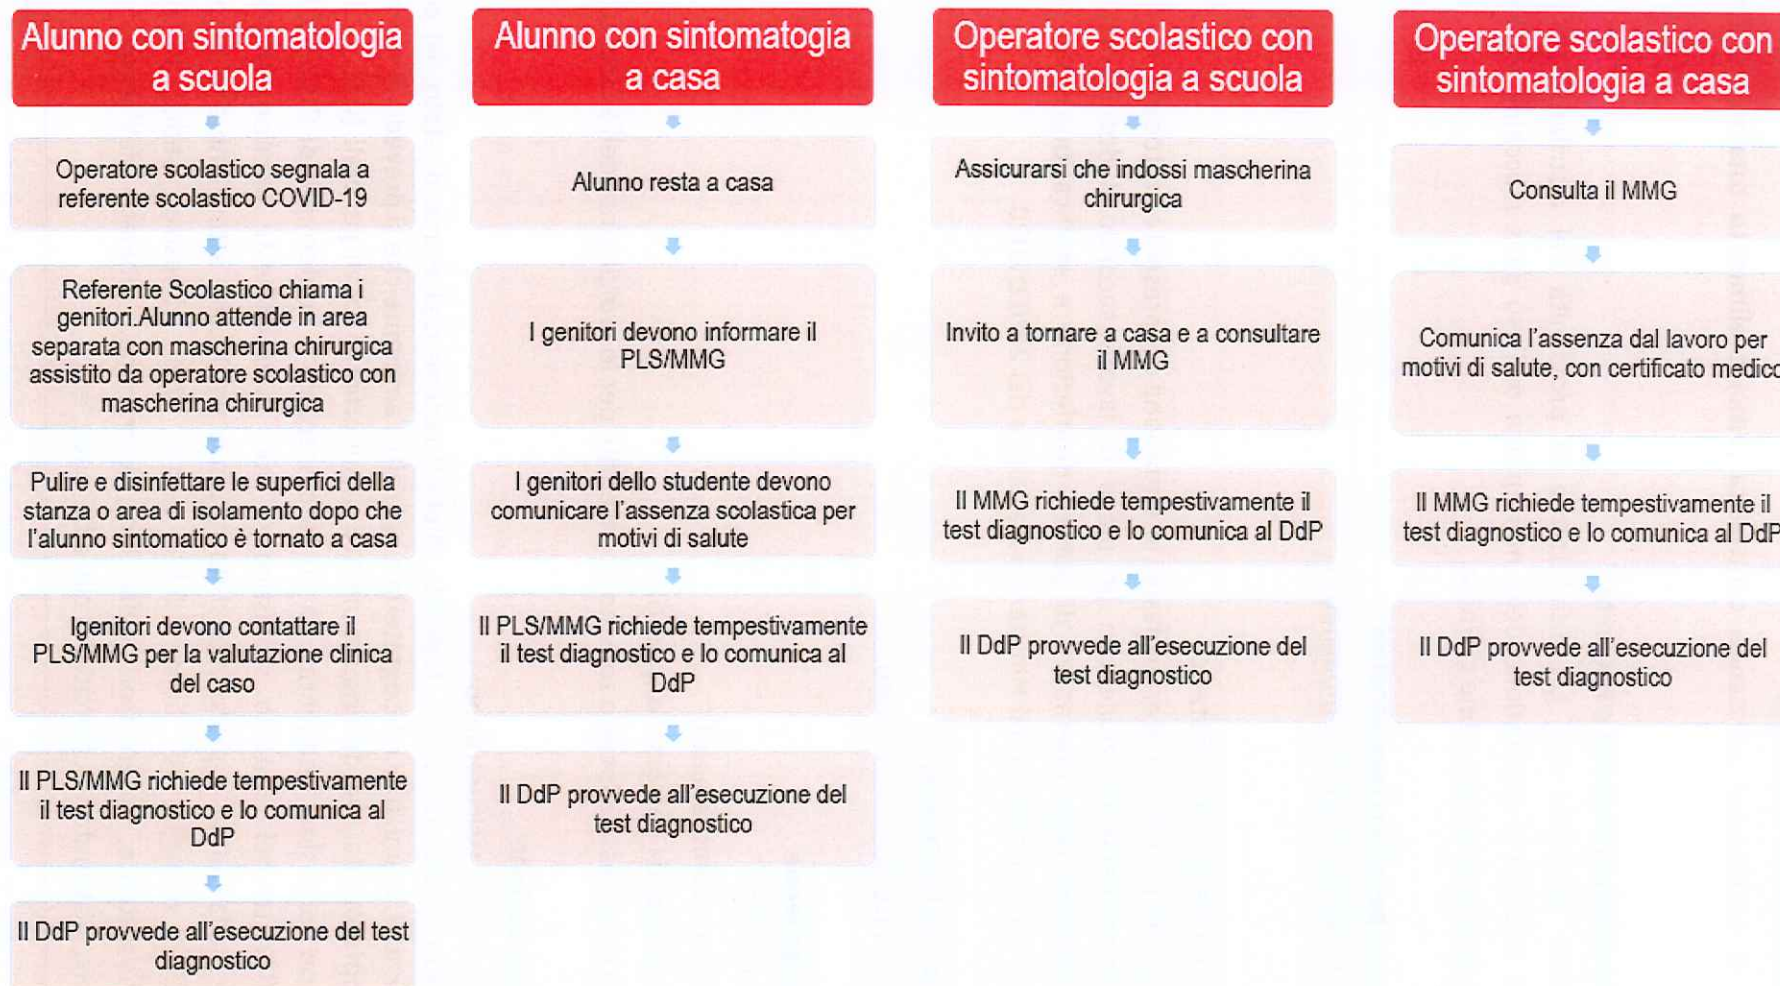 Alunno con sintomatologia
a scuola
Operatore scolastico segnala a
referente scolastico COVID-19
Referente Scolastico chiama i
genitori.Alunno attende in area
separata con mascherina chirurgica
assistito da operatore scolastico con
mascherina chirurgica
Pulire e disinfettare le superfici della
stanza o area di isolamento dopo che
l'alunno sintomatico è tornato a casa
Igenitori devono contattare il
PLS/MMG per la valutazione clinica
del caso
Il PLS/MMG richiede tempestivamente
il test diagnostico e lo comunica al
DdP
Il DdP provvede all'esecuzione del test
diagnostico
Alunno con sintomatogia
a casa
Alunno resta a casa
I genitori devono informare il
PLS/MMG
I genitori dello studente devono
comunicare l'assenza scolastica per
motivi di salute
Il PLS/MMG richiede tempestivamente
il test diagnostico e lo comunica al
DdP
Il DdP provvede all'esecuzione del
test diagnostico
Operatore scolastico con
sintomatologia a scuola
Assicurarsi che indossi mascherina
chirurgica
Invito a tornare a casa e a consultare
il MMG
Il MMG richiede tempestivamente il
test diagnostico e lo comunica al DdP
Il DdP provvede all'esecuzione del
test diagnostico
Operatore scolastico con
sintomatologia a casa
Consulta il MMG
Comunica l'assenza dal lavoro per
motivi di salute, con certificato medico
Il MMG richiede tempestivamente il
test diagnostico e lo comunica al DdP
Il DdP provvede all'esecuzione del
test diagnostico